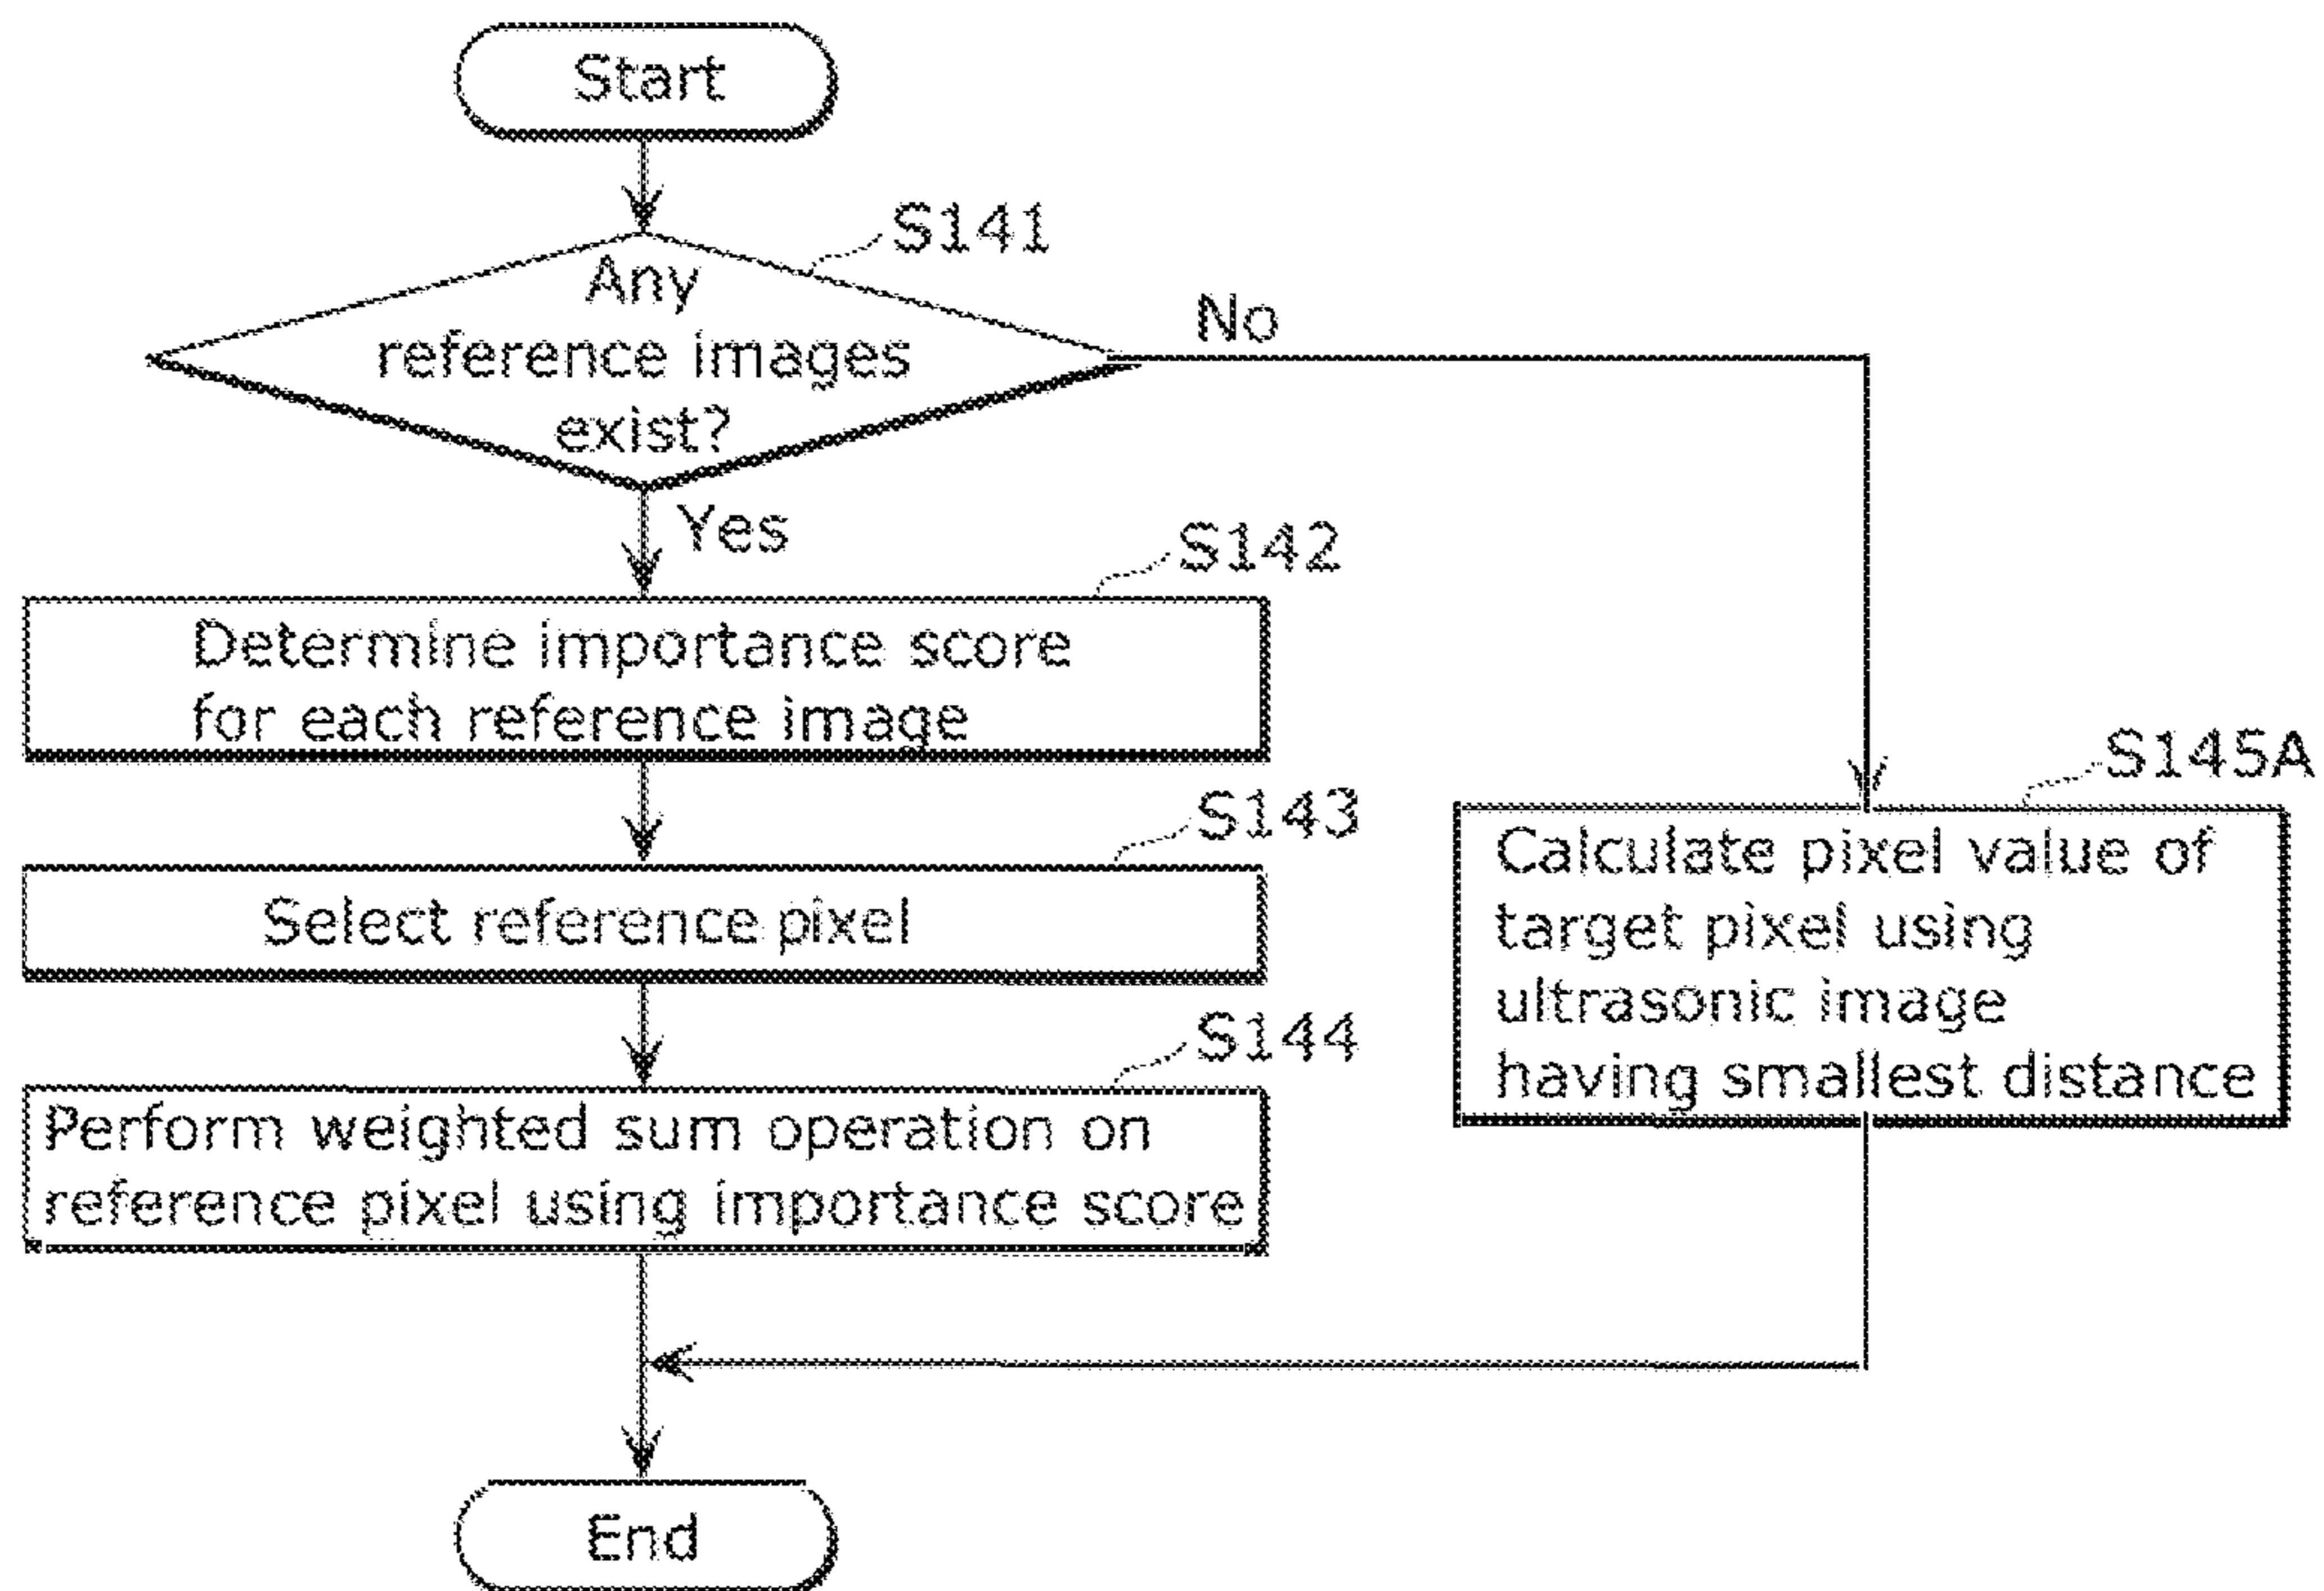 Start
S141
Any
reference images
exist?
No
Yes
S142
Determine importance score
for each reference image
S143
Select reference pixel
S144
Perform weighted sum operation on
reference pixel using importance score
S145A
Calculate pixel value of
target pixel using
ultrasonic image
having smallest distance
End